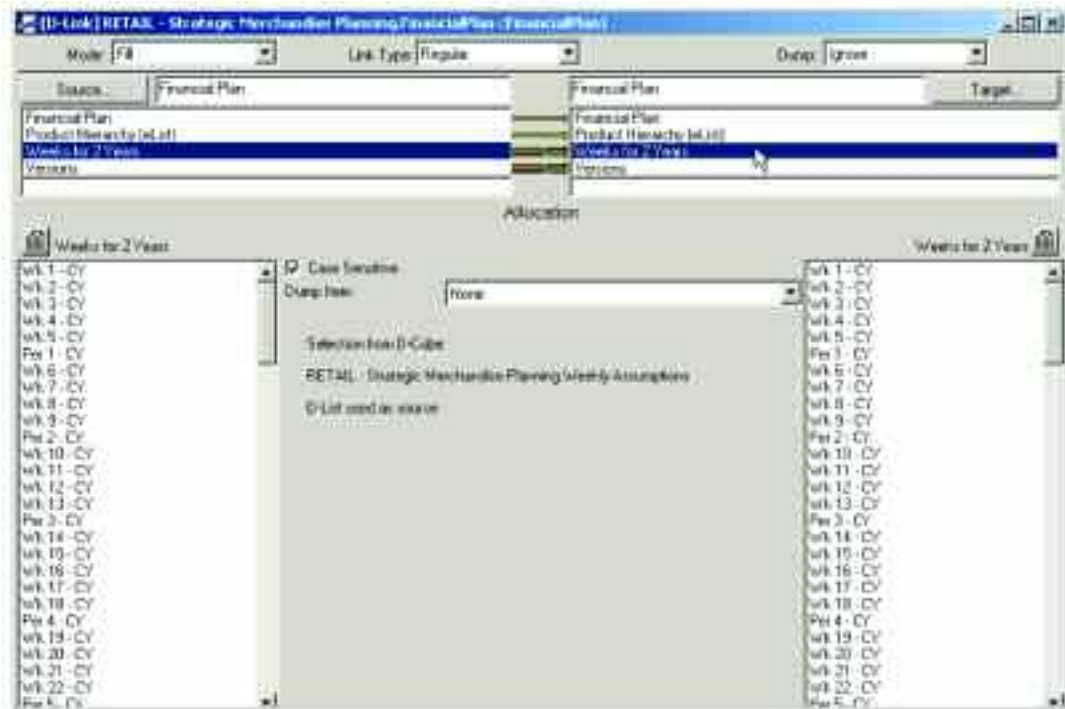 [D-Link] RETAIL - Strategic Merchandise Planning.FinancialPlan
Mode: Fill Link Type: Regular Dump: Ignore
Source... Financial Plan Financial Plan Target...
Financial Plan Financial Plan
Product Hierarchy (eList) Product Hierarchy (eList)
Weeks for 2 Years Weeks for 2 Years
Versions Versions
Allocation
Weeks for 2 Years Weeks for 2 Years
Wk 1 - CY Case Sensitive Wk 1 - CY
Wk 2 - CY Dump Item: None Wk 2 - CY
Wk 3 - CY Wk 3 - CY
Wk 4 - CY Wk 4 - CY
Wk 5 - CY Selection from D-Cube Wk 5 - CY
Per 1 - CY Per 1 - CY
Wk 6 - CY RETAIL - Strategic Merchandise Planning.Weekly Assumptions Wk 6 - CY
Wk 7 - CY Wk 7 - CY
Wk 8 - CY D-List used as source Wk 8 - CY
Wk 9 - CY Wk 9 - CY
Per 2 - CY Per 2 - CY
Wk 10 - CY Wk 10 - CY
Wk 11 - CY Wk 11 - CY
Wk 12 - CY Wk 12 - CY
Wk 13 - CY Wk 13 - CY
Per 3 - CY Per 3 - CY
Wk 14 - CY Wk 14 - CY
Wk 15 - CY Wk 15 - CY
Wk 16 - CY Wk 16 - CY
Wk 17 - CY Wk 17 - CY
Wk 18 - CY Wk 18 - CY
Per 4 - CY Per 4 - CY
Wk 19 - CY Wk 19 - CY
Wk 20 - CY Wk 20 - CY
Wk 21 - CY Wk 21 - CY
Wk 22 - CY Wk 22 - CY
Per 5 - CY Per 5 - CY